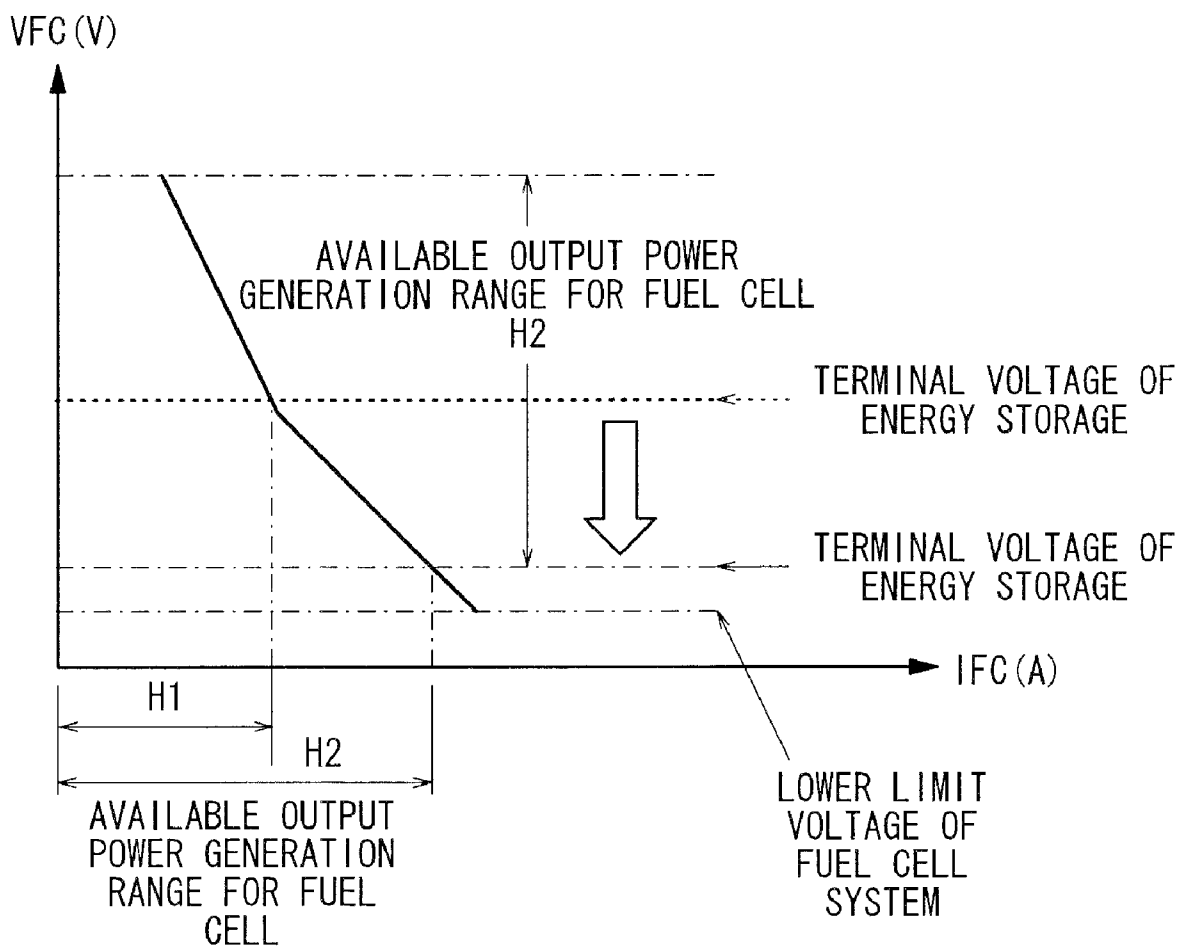 VFC(V)
AVAILABLE OUTPUT POWER
GENERATION RANGE FOR FUEL CELL
H2
TERMINAL VOLTAGE OF
ENERGY STORAGE
TERMINAL VOLTAGE OF
ENERGY STORAGE
IFC(A)
H1
H2
AVAILABLE OUTPUT
POWER GENERATION
RANGE FOR FUEL
CELL
LOWER LIMIT
VOLTAGE OF
FUEL CELL
SYSTEM